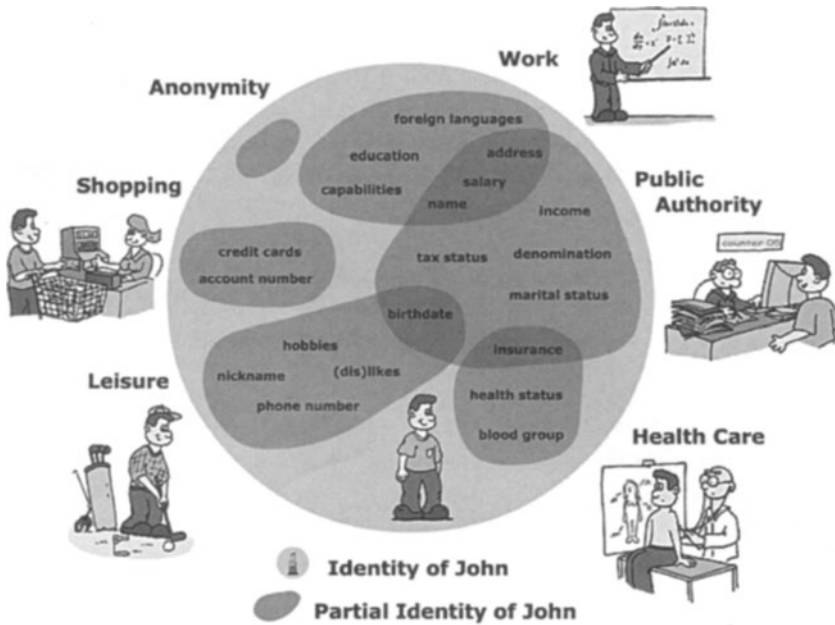 Work
Anonymity
foreign languages
education
address
capabilities
salary
name
Shopping
Public
Authority
income
counter 05
credit cards
account number
tax status
denomination
marital status
birthdate
hobbies
insurance
Leisure
nickname
(dis)likes
phone number
health status
blood group
Health Care
Identity of John
Partial Identity of John